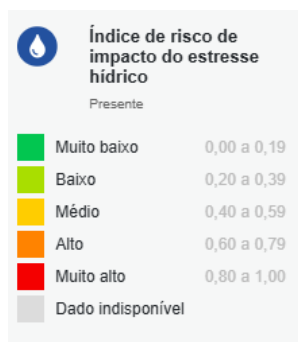 Índice de risco de
impacto do estresse
hídrico
Presente
Muito baixo 0,00 a 0,19
Baixo 0,20 a 0,39
Médio 0,40 a 0,59
Alto 0,60 a 0,79
Muito alto 0,80 a 1,00
Dado indisponível